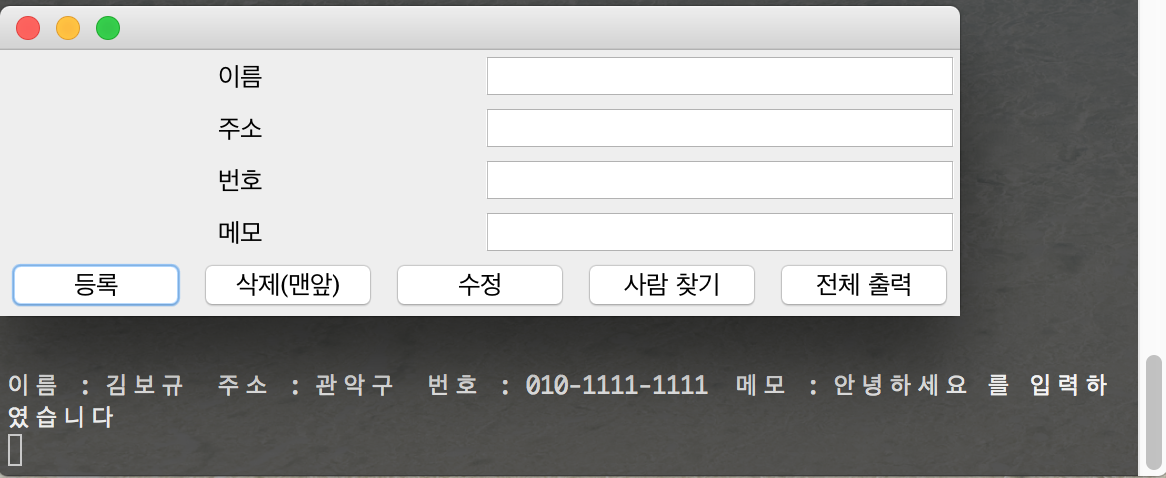 이름
주소
번호
메모
등록 삭제(맨앞) 수정 사람 찾기 전체 출력
이름 : 김보규 주소 : 관악구 번호 : 010-1111-1111 메모 : 안녕하세요 를 입력하
였습니다